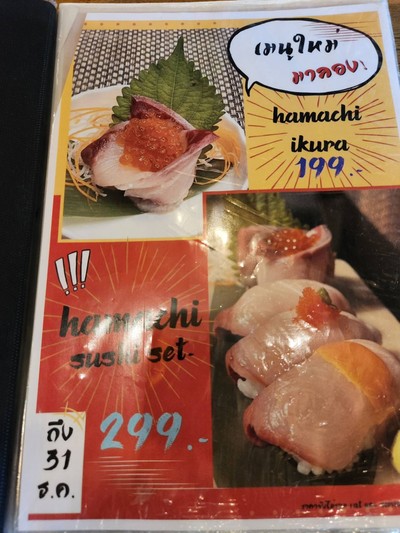 เมนูใหม่
มาลอง!
hamachi
ikura
199.-
!!!
hamachi
sushi set.
299.-
ถึง
31
ธ.ค.